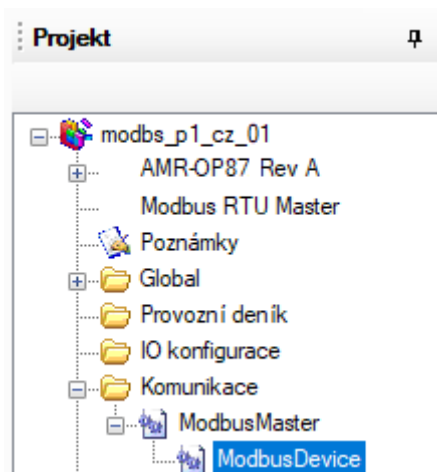 Projekt
modbs_p1_cz_01
AMR-OP87 Rev A
Modbus RTU Master
Poznámky
Global
Provozní deník
IO konfigurace
Komunikace
ModbusMaster
ModbusDevice